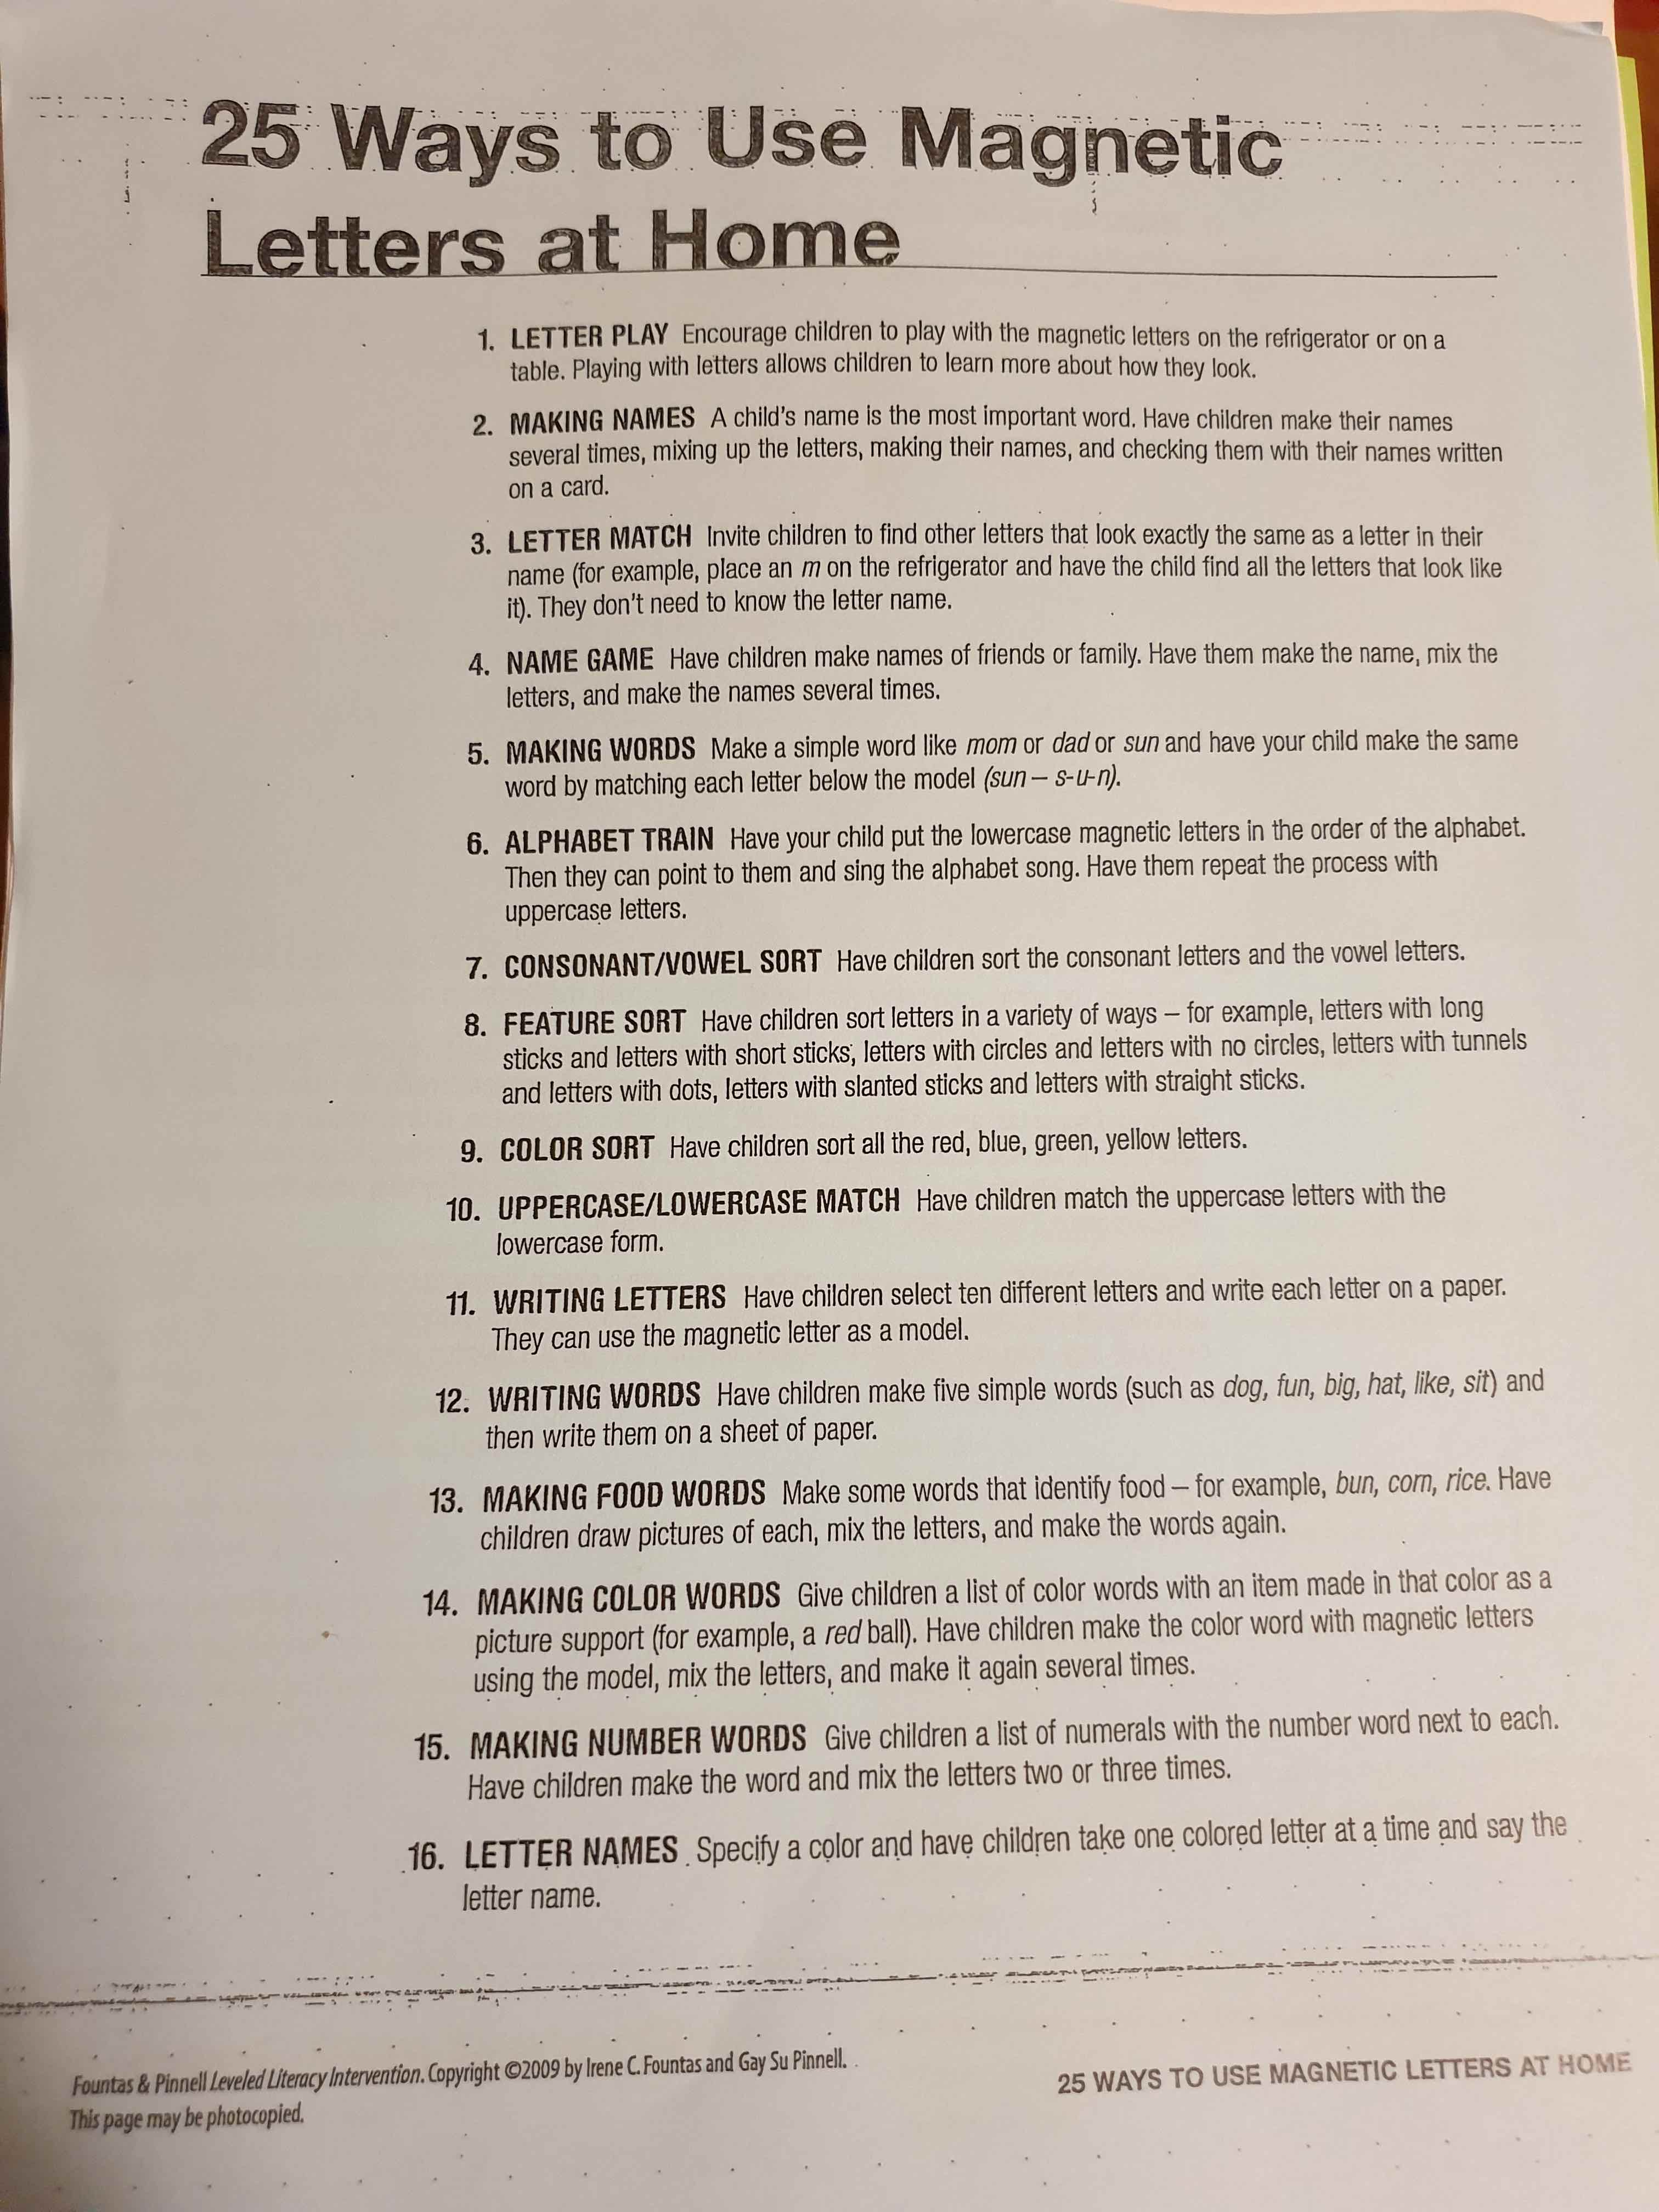 25 Ways to Use Magnetic
Letters at Home
1. LETTER PLAY Encourage children to play with the magnetic letters on the refrigerator or on a
table. Playing with letters allows children to learn more about how they look.
2. MAKING NAMES A child's name is the most important word. Have children make their names
several times, mixing up the letters, making their names, and checking them with their names written
on a card.
3. LETTER MATCH Invite children to find other letters that look exactly the same as a letter in their
name (for example, place an m on the refrigerator and have the child find all the letters that look like
it). They don't need to know the letter name.
4. NAME GAME Have children make names of friends or family. Have them make the name, mix the
letters, and make the names several times.
5. MAKING WORDS Make a simple word like mom or dad or sun and have your child make the same
word by matching each letter below the model (sun – s-u-n).
6. ALPHABET TRAIN Have your child put the lowercase magnetic letters in the order of the alphabet.
Then they can point to them and sing the alphabet song. Have them repeat the process with
uppercase letters.
7. CONSONANT/VOWEL SORT Have children sort the consonant letters and the vowel letters.
8. FEATURE SORT Have children sort letters in a variety of ways – for example, letters with long
sticks and letters with short sticks, letters with circles and letters with no circles, letters with tunnels
and letters with dots, letters with slanted sticks and letters with straight sticks.
9. COLOR SORT Have children sort all the red, blue, green, yellow letters.
10. UPPERCASE/LOWERCASE MATCH Have children match the uppercase letters with the
lowercase form.
11. WRITING LETTERS Have children select ten different letters and write each letter on a paper.
They can use the magnetic letter as a model.
12. WRITING WORDS Have children make five simple words (such as dog, fun, big, hat, like, sit) and
then write them on a sheet of paper.
13. MAKING FOOD WORDS Make some words that identify food – for example, bun, corn, rice. Have
children draw pictures of each, mix the letters, and make the words again.
14. MAKING COLOR WORDS Give children a list of color words with an item made in that color as a
picture support (for example, a red ball). Have children make the color word with magnetic letters
using the model, mix the letters, and make it again several times.
15. MAKING NUMBER WORDS Give children a list of numerals with the number word next to each.
Have children make the word and mix the letters two or three times.
16. LETTER NAMES Specify a color and have children take one colored letter at a time and say the
letter name.
Fountas & Pinnell Leveled Literacy Intervention. Copyright ©2009 by Irene C. Fountas and Gay Su Pinnell.
This page may be photocopied.
25 WAYS TO USE MAGNETIC LETTERS AT HOME